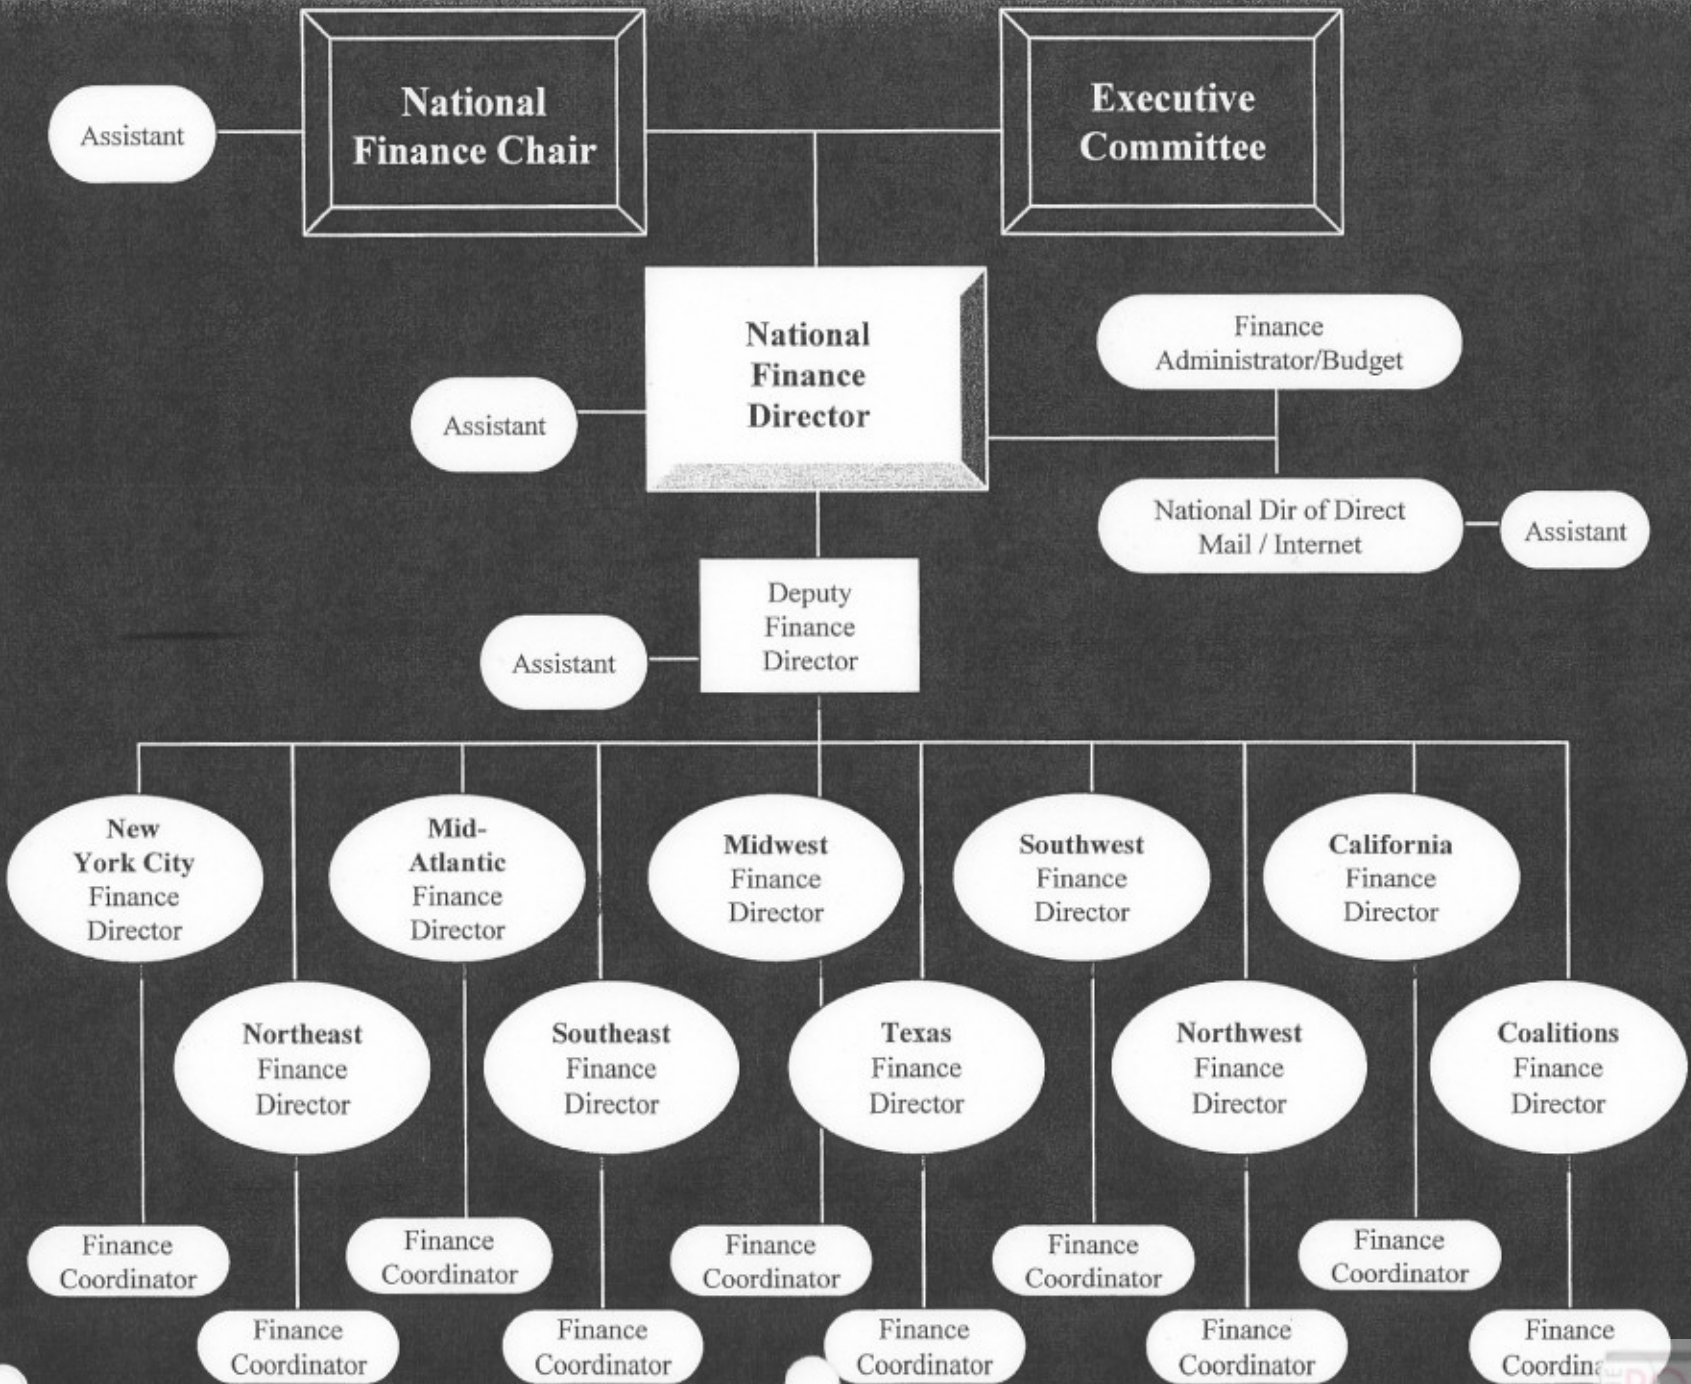 National
Finance Chair
Executive
Committee
Assistant
National
Finance
Director
Finance
Administrator/Budget
Assistant
National Dir of Direct
Mail / Internet
Assistant
Deputy
Finance
Director
Assistant
New
York City
Finance
Director
Mid-
Atlantic
Finance
Director
Midwest
Finance
Director
Southwest
Finance
Director
California
Finance
Director
Northeast
Finance
Director
Southeast
Finance
Director
Texas
Finance
Director
Northwest
Finance
Director
Coalitions
Finance
Director
Finance
Coordinator
Finance
Coordinator
Finance
Coordinator
Finance
Coordinator
Finance
Coordinator
Finance
Coordinator
Finance
Coordinator
Finance
Coordinator
Finance
Coordinator
Finance